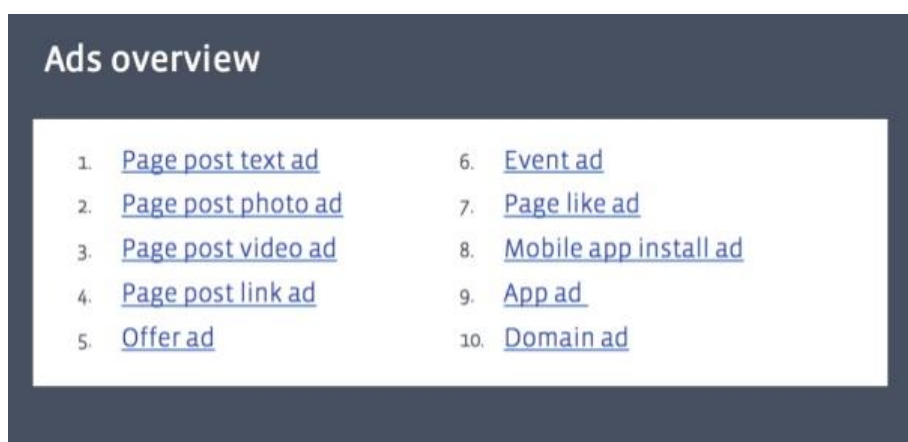 Ads overview
1. Page post text ad
2. Page post photo ad
3. Page post video ad
4. Page post link ad
5. Offer ad
6. Event ad
7. Page like ad
8. Mobile app install ad
9. App ad
10. Domain ad